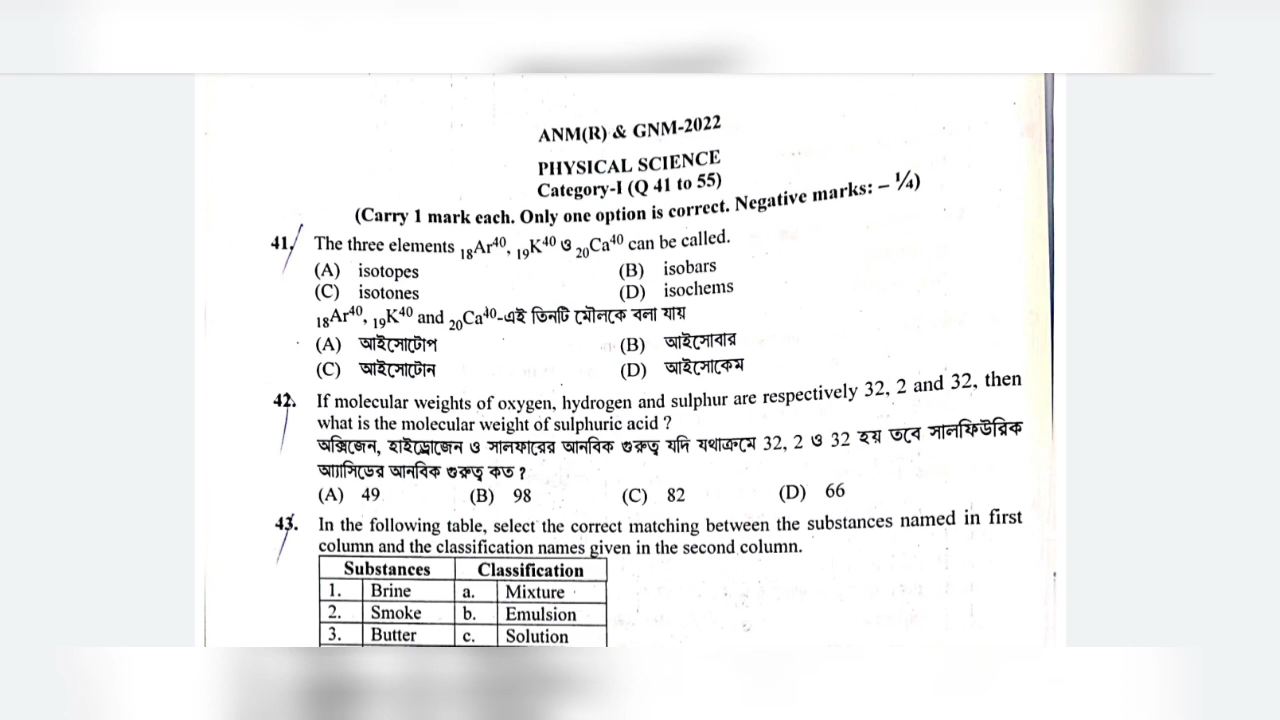 ANM(R) & GNM-2022
PHYSICAL SCIENCE
Category-I (Q 41 to 55)
(Carry 1 mark each. Only one option is correct. Negative marks: – ¼)
41. The three elements ₁₈Ar⁴⁰, ₁₉K⁴⁰ ও ₂₀Ca⁴⁰ can be called.
(A) isotopes (B) isobars
(C) isotones (D) isochems
₁₈Ar⁴⁰, ₁₉K⁴⁰ and ₂₀Ca⁴⁰-এই তিনটি মৌলকে বলা যায়
(A) আইসোটোপ (B) আইসোবার
(C) আইসোটোন (D) আইসোকেম
42. If molecular weights of oxygen, hydrogen and sulphur are respectively 32, 2 and 32, then
what is the molecular weight of sulphuric acid ?
অক্সিজেন, হাইড্রোজেন ও সালফারের আনবিক গুরুত্ব যদি যথাক্রমে 32, 2 ও 32 হয় তবে সালফিউরিক
অ্যাসিডের আনবিক গুরুত্ব কত ?
(A) 49 (B) 98 (C) 82 (D) 66
43. In the following table, select the correct matching between the substances named in first
column and the classification names given in the second column.
Substances Classification
1. Brine a. Mixture
2. Smoke b. Emulsion
3. Butter c. Solution